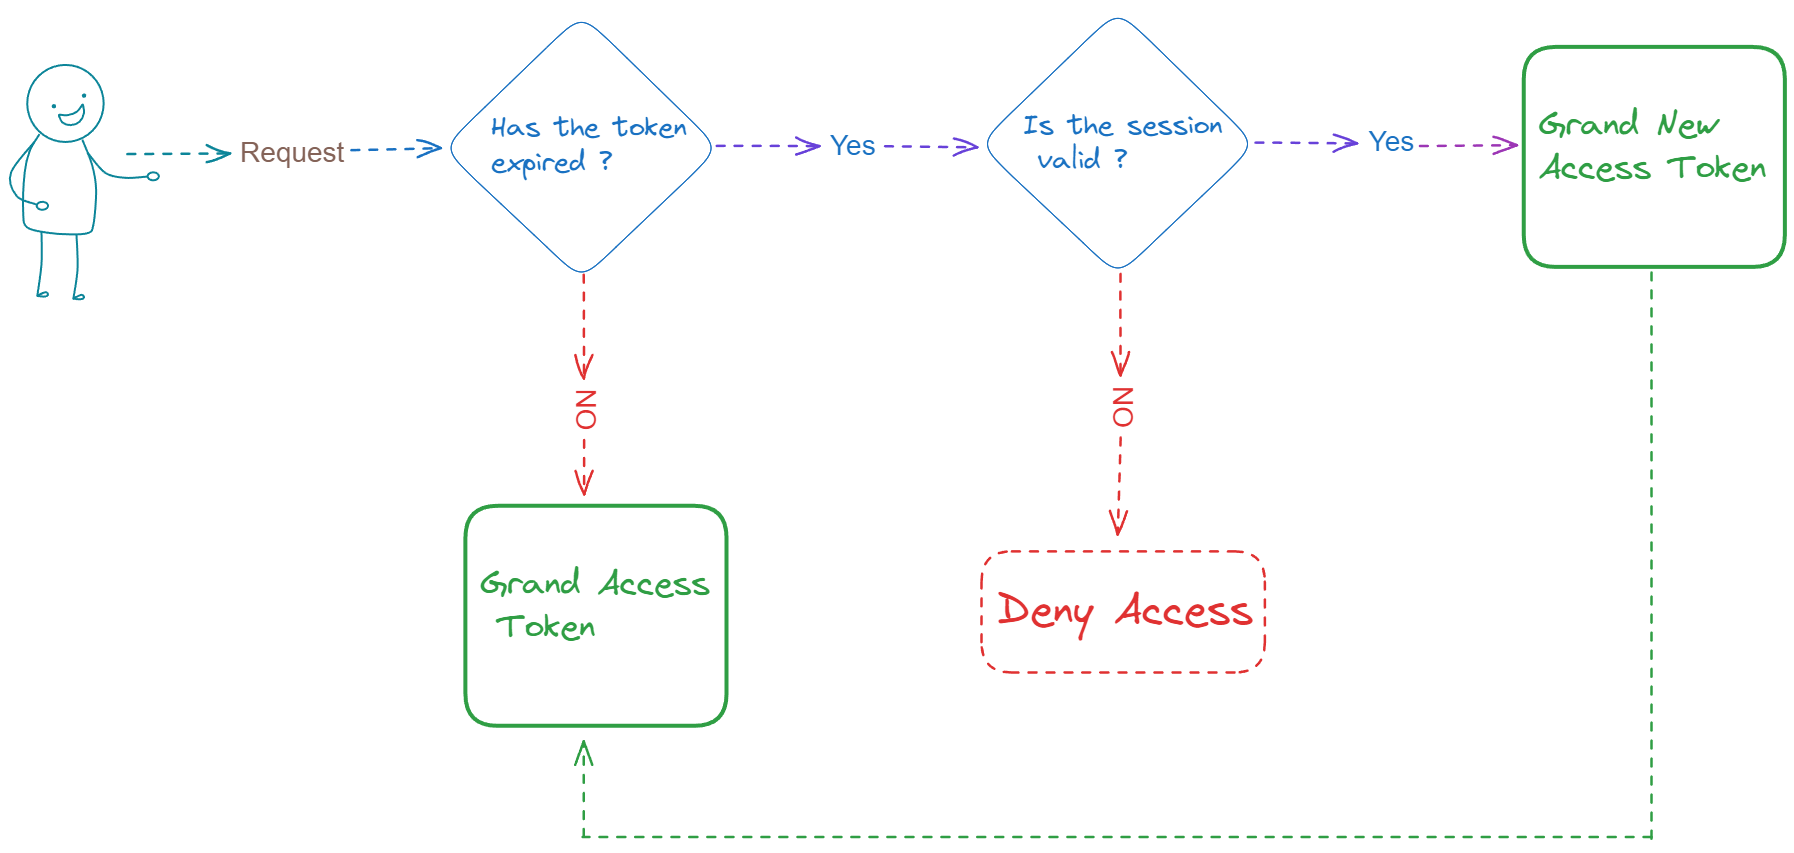 Request
Has the token
expired ?
Yes
Is the session
valid ?
Yes
Grand New
Access Token
NO
NO
Grand Access
Token
Deny Access